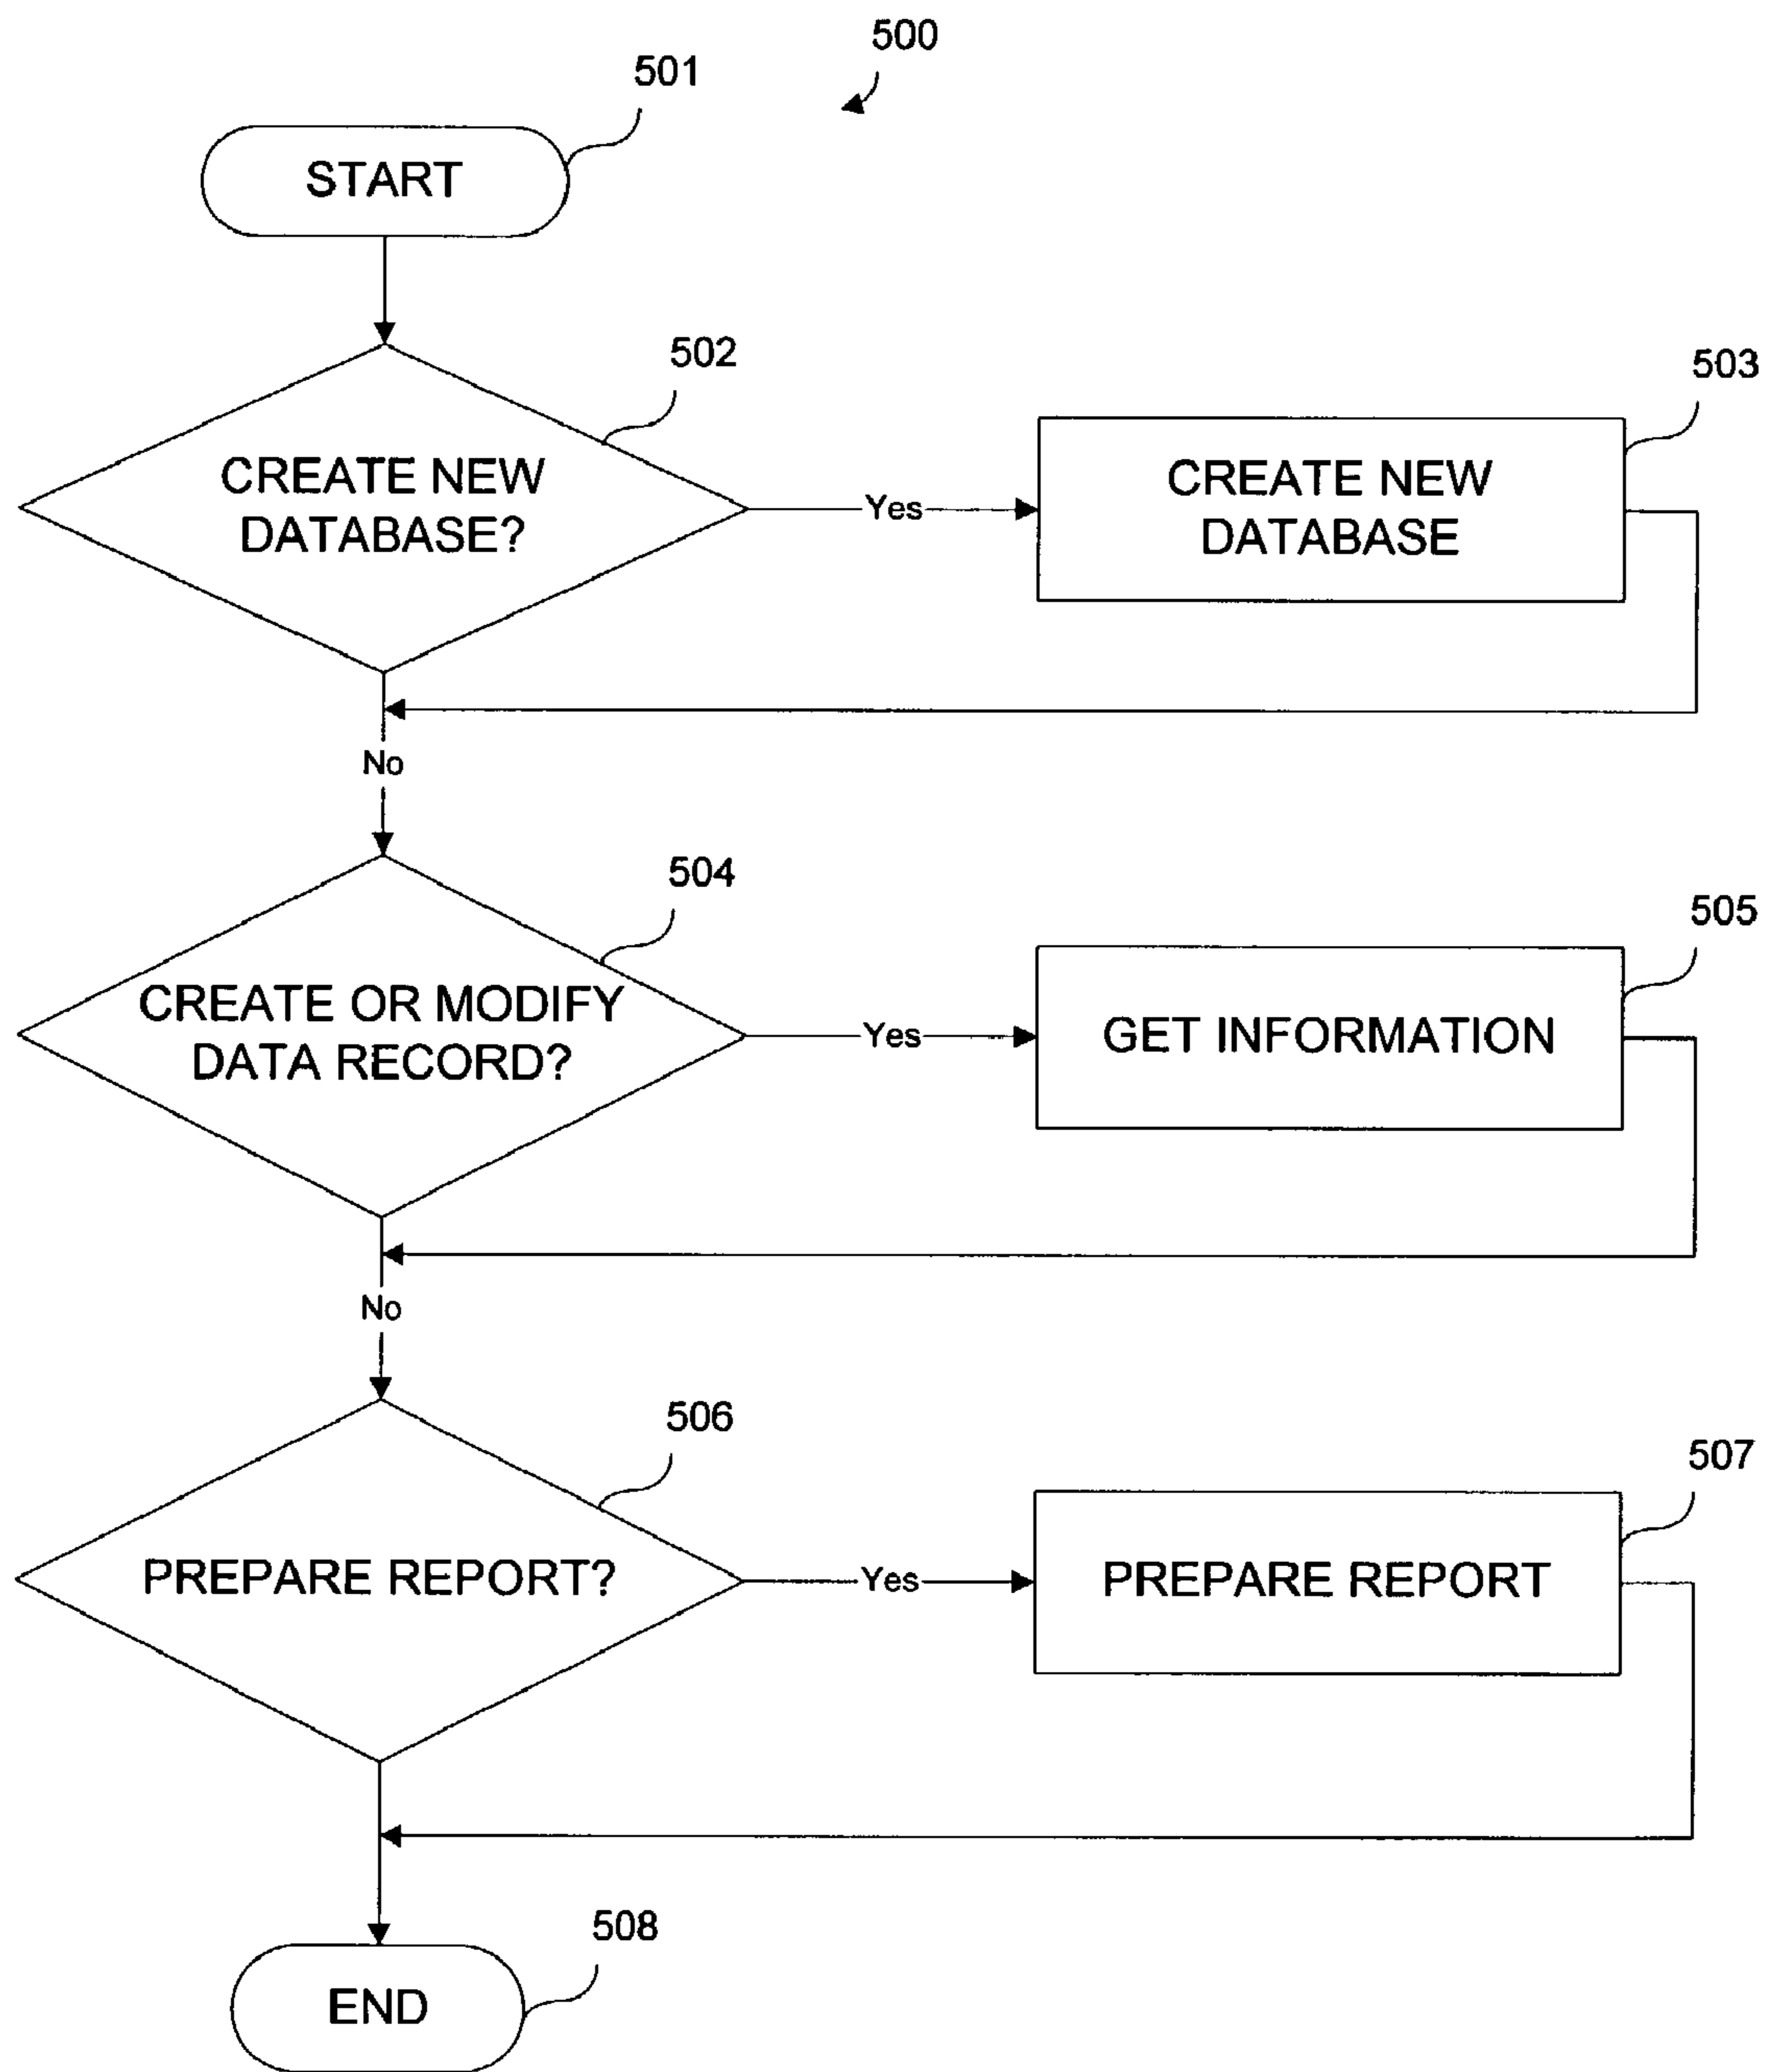 500
501
START
502
503
CREATE NEW
DATABASE?
Yes
CREATE NEW
DATABASE
No
504
505
CREATE OR MODIFY
DATA RECORD?
Yes
GET INFORMATION
No
506
507
PREPARE REPORT?
Yes
PREPARE REPORT
508
END